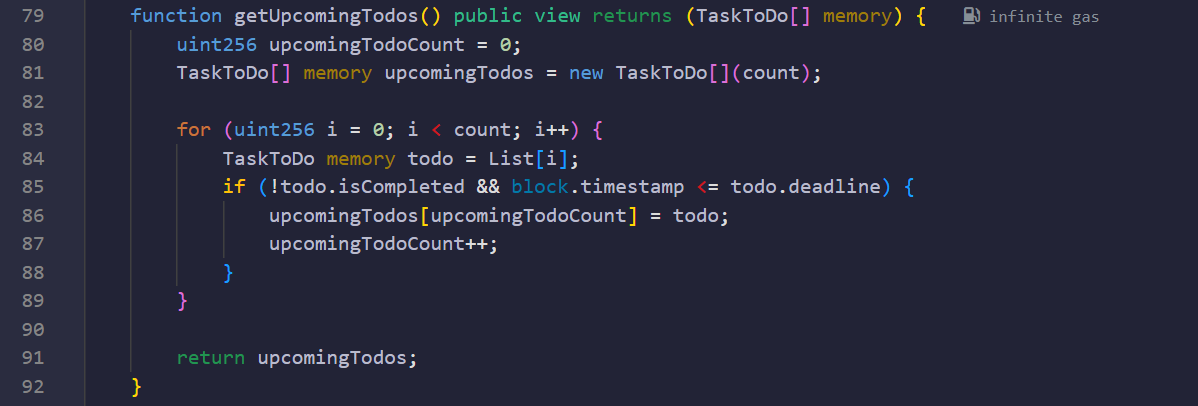 79 function getUpcomingTodos() public view returns (TaskToDo[] memory) { infinite gas
80 uint256 upcomingTodoCount = 0;
81 TaskToDo[] memory upcomingTodos = new TaskToDo[](count);
82
83 for (uint256 i = 0; i < count; i++) {
84 TaskToDo memory todo = List[i];
85 if (!todo.isCompleted && block.timestamp <= todo.deadline) {
86 upcomingTodos[upcomingTodoCount] = todo;
87 upcomingTodoCount++;
88 }
89 }
90
91 return upcomingTodos;
92 }